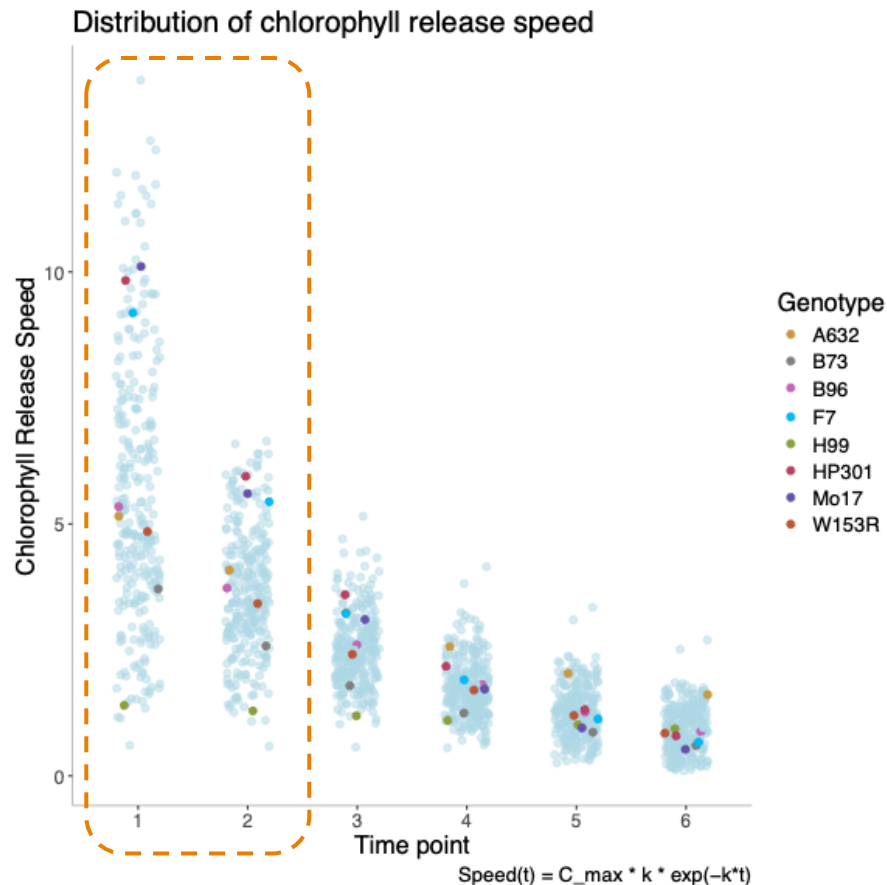 Distribution of chlorophyll release speed
Chlorophyll Release Speed
10
5
0
1 2 3 4 5 6
Time point
Speed(t) = C_max * k * exp(−k*t)
Genotype
A632
B73
B96
F7
H99
HP301
Mo17
W153R